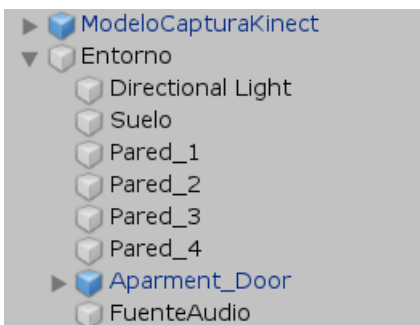 ModeloCapturaKinect
Entorno
Directional Light
Suelo
Pared_1
Pared_2
Pared_3
Pared_4
Aparment_Door
FuenteAudio